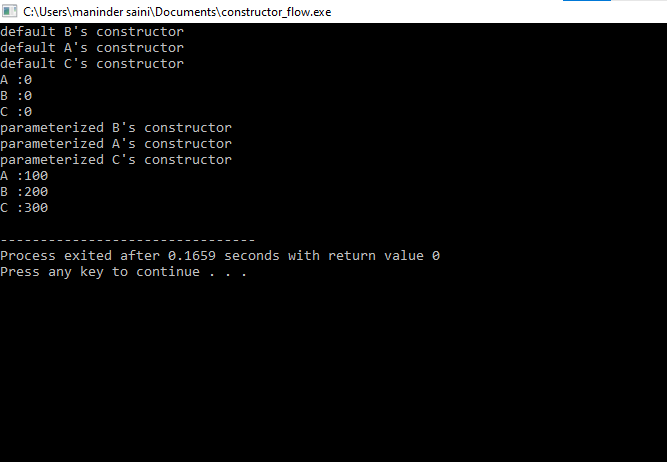 C:\Users\maninder saini\Documents\constructor_flow.exe
default B's constructor
default A's constructor
default C's constructor
A :0
B :0
C :0
parameterized B's constructor
parameterized A's constructor
parameterized C's constructor
A :100
B :200
C :300
--------------------------------
Process exited after 0.1659 seconds with return value 0
Press any key to continue . . .